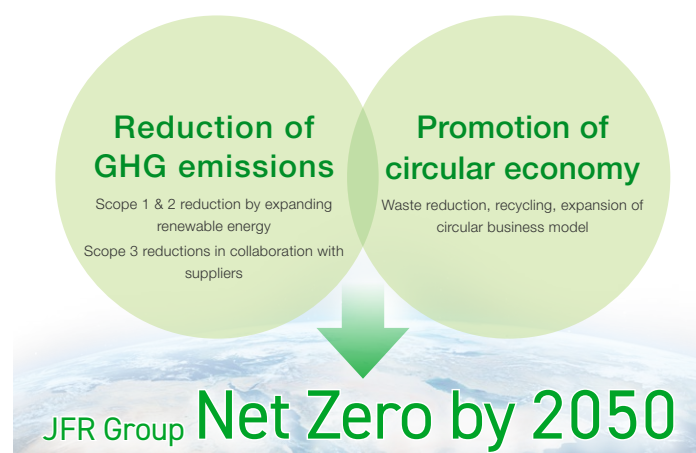 Reduction of
GHG emissions
Scope 1 & 2 reduction by expanding
renewable energy
Scope 3 reductions in collaboration with
suppliers
Promotion of
circular economy
Waste reduction, recycling, expansion of
circular business model
JFR Group Net Zero by 2050